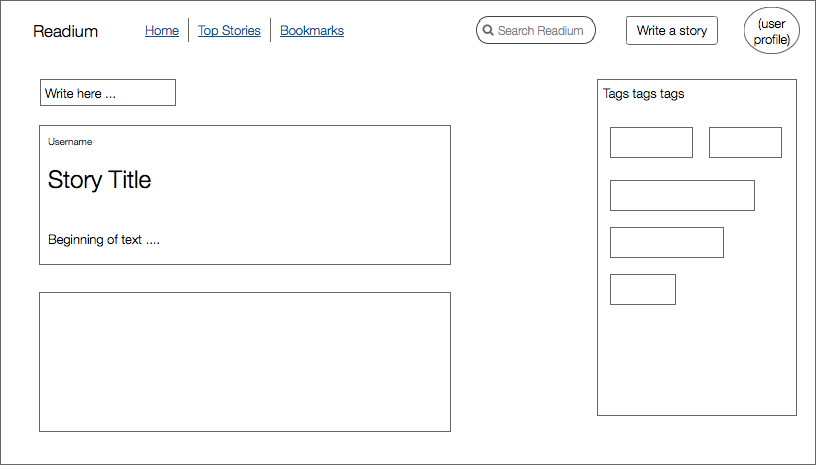 Readium
Home
Top Stories
Bookmarks
Search Readium
Write a story
(user
profile)
Write here ...
Tags tags tags
Username
Story Title
Beginning of text ....